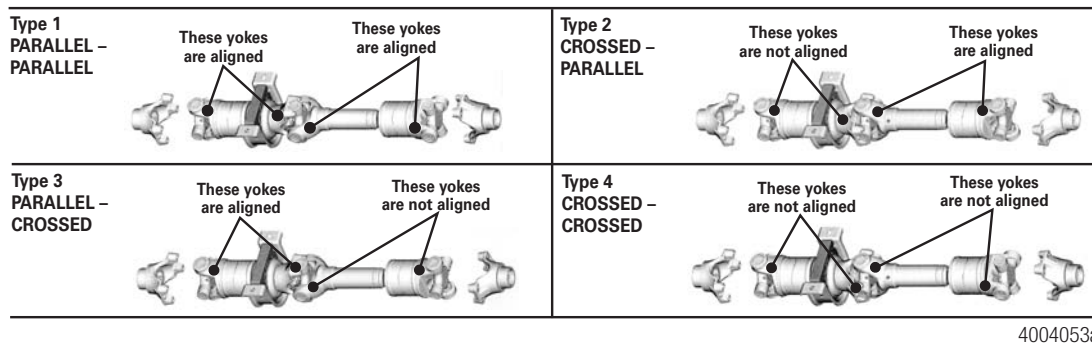 Type 1
PARALLEL –
PARALLEL
These yokes
are aligned
These yokes
are aligned
Type 2
CROSSED –
PARALLEL
These yokes
are not aligned
These yokes
are aligned
Type 3
PARALLEL –
CROSSED
These yokes
are aligned
These yokes
are not aligned
Type 4
CROSSED –
CROSSED
These yokes
are not aligned
These yokes
are not aligned
4004053a